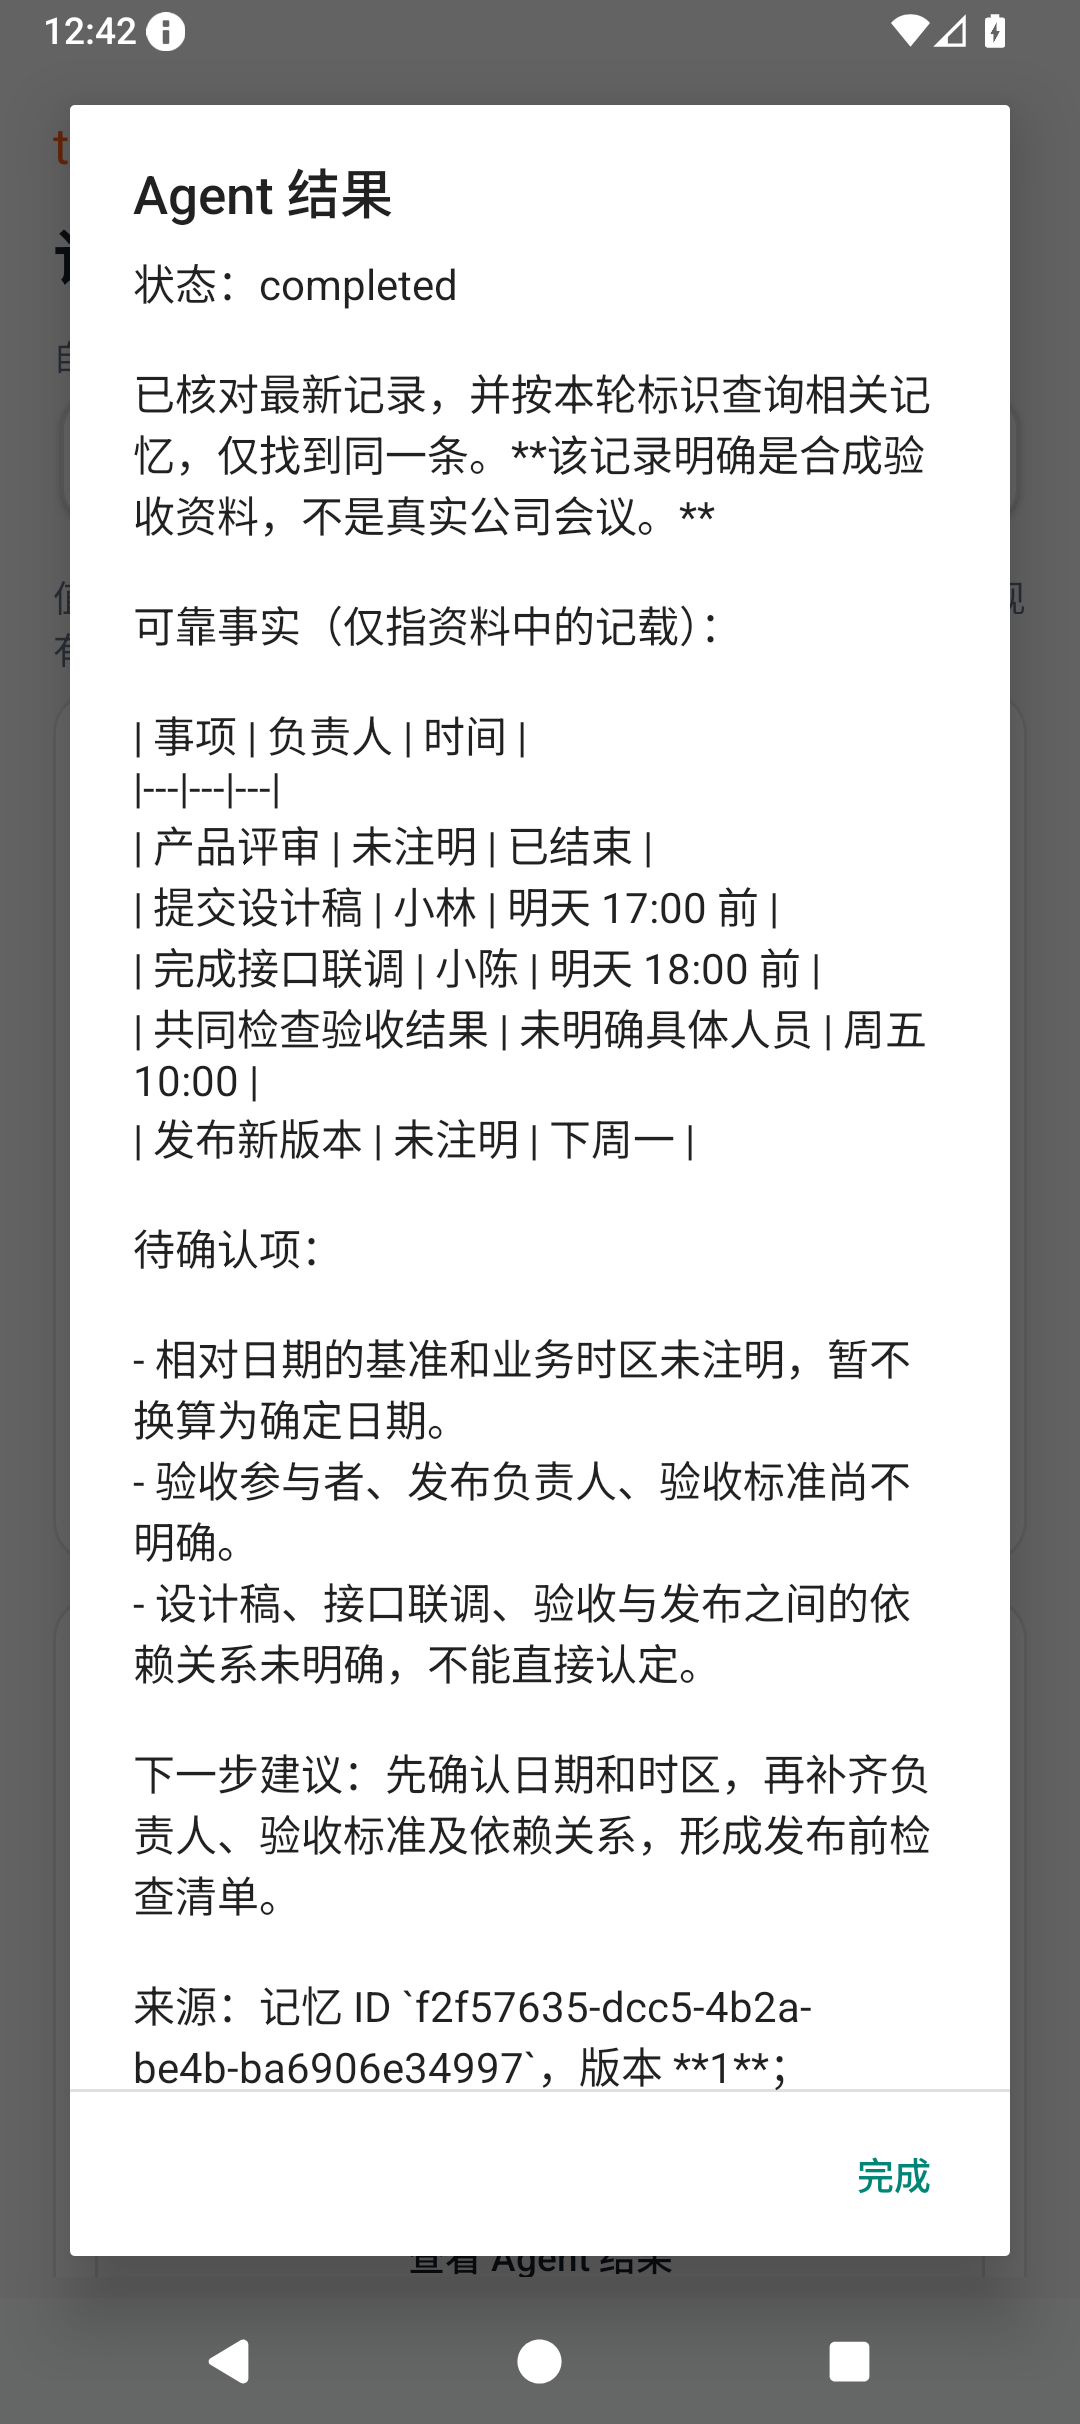 12:42
Agent 结果
状态：completed
已核对最新记录，并按本轮标识查询相关记
忆，仅找到同一条。**该记录明确是合成验
收资料，不是真实公司会议。**
可靠事实（仅指资料中的记载）：
| 事项 | 负责人 | 时间 |
|---|---|---|
| 产品评审 | 未注明 | 已结束 |
| 提交设计稿 | 小林 | 明天 17:00 前 |
| 完成接口联调 | 小陈 | 明天 18:00 前 |
| 共同检查验收结果 | 未明确具体人员 | 周五
10:00 |
| 发布新版本 | 未注明 | 下周一 |
待确认项：
- 相对日期的基准和业务时区未注明，暂不
换算为确定日期。
- 验收参与者、发布负责人、验收标准尚不
明确。
- 设计稿、接口联调、验收与发布之间的依
赖关系未明确，不能直接认定。
下一步建议：先确认日期和时区，再补齐负
责人、验收标准及依赖关系，形成发布前检
查清单。
来源：记忆 ID `f2f57635-dcc5-4b2a-
be4b-ba6906e34997`，版本 **1**；
完成
查看 Agent 结果